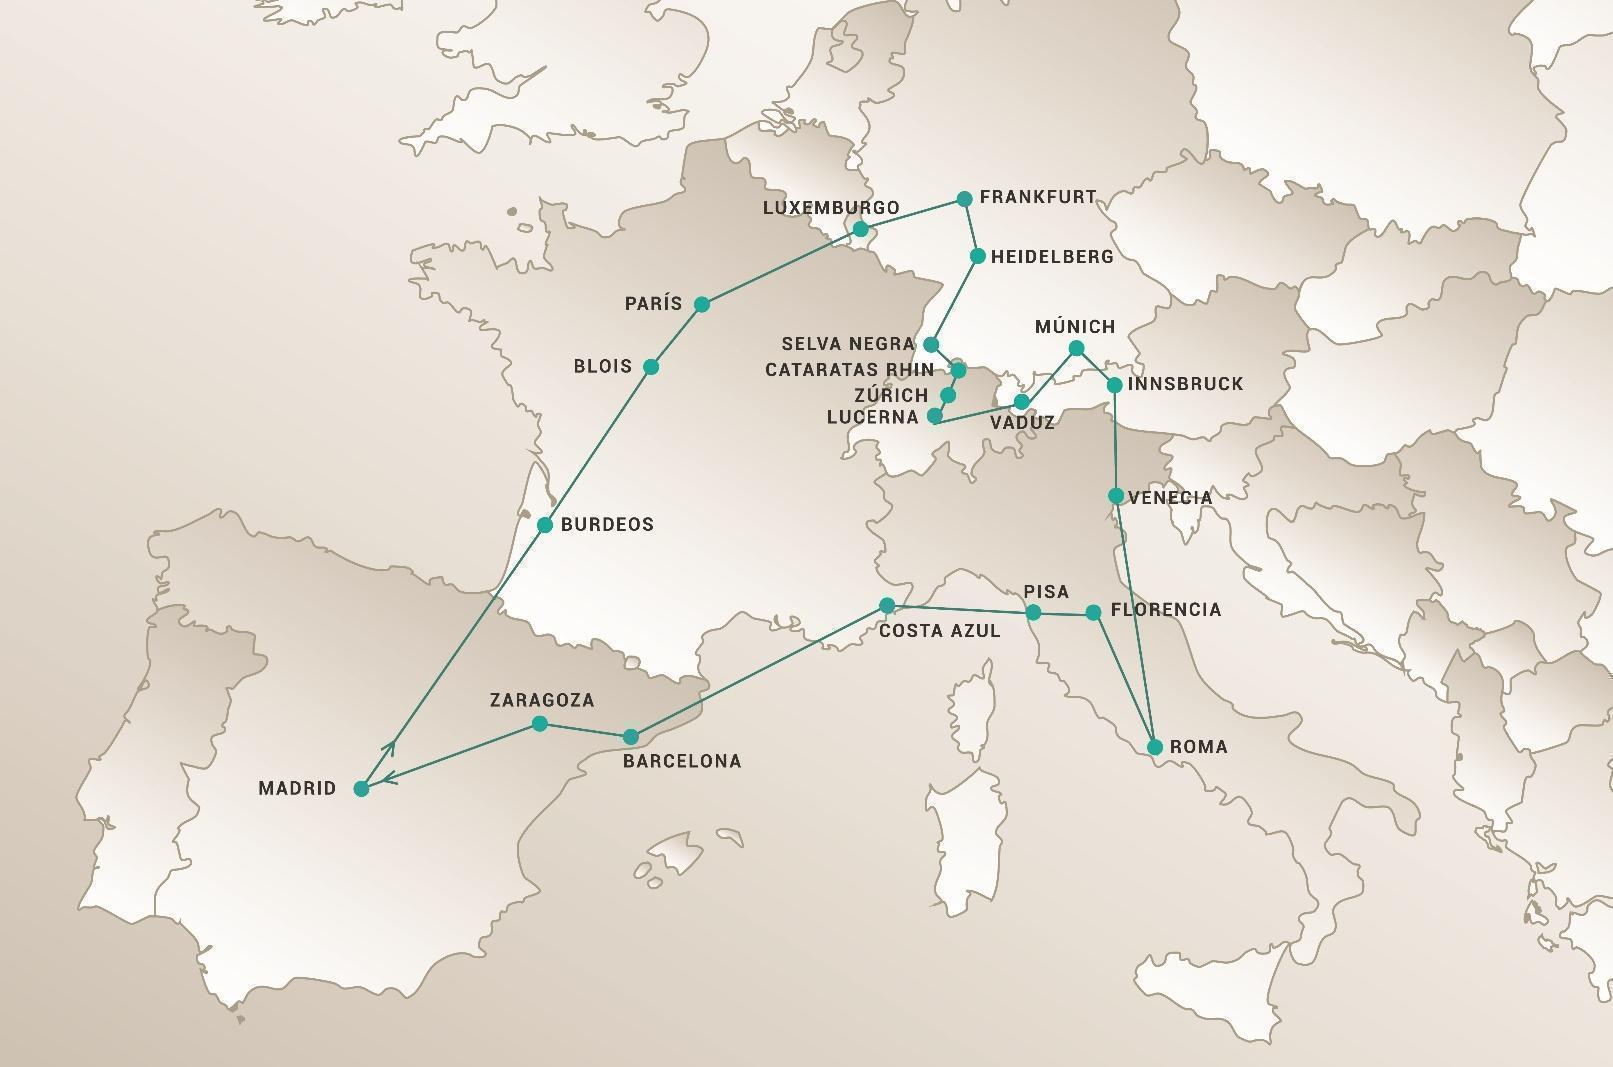 FRANKFURT
LUXEMBURGO
HEIDELBERG
PARÍS
MÚNICH
SELVA NEGRA
BLOIS
CATARATAS RHIN
INNSBRUCK
ZÚRICH
LUCERNA
VADUZ
VENECIA
BURDEOS
PISA
FLORENCIA
COSTA AZUL
ZARAGOZA
ROMA
BARCELONA
MADRID